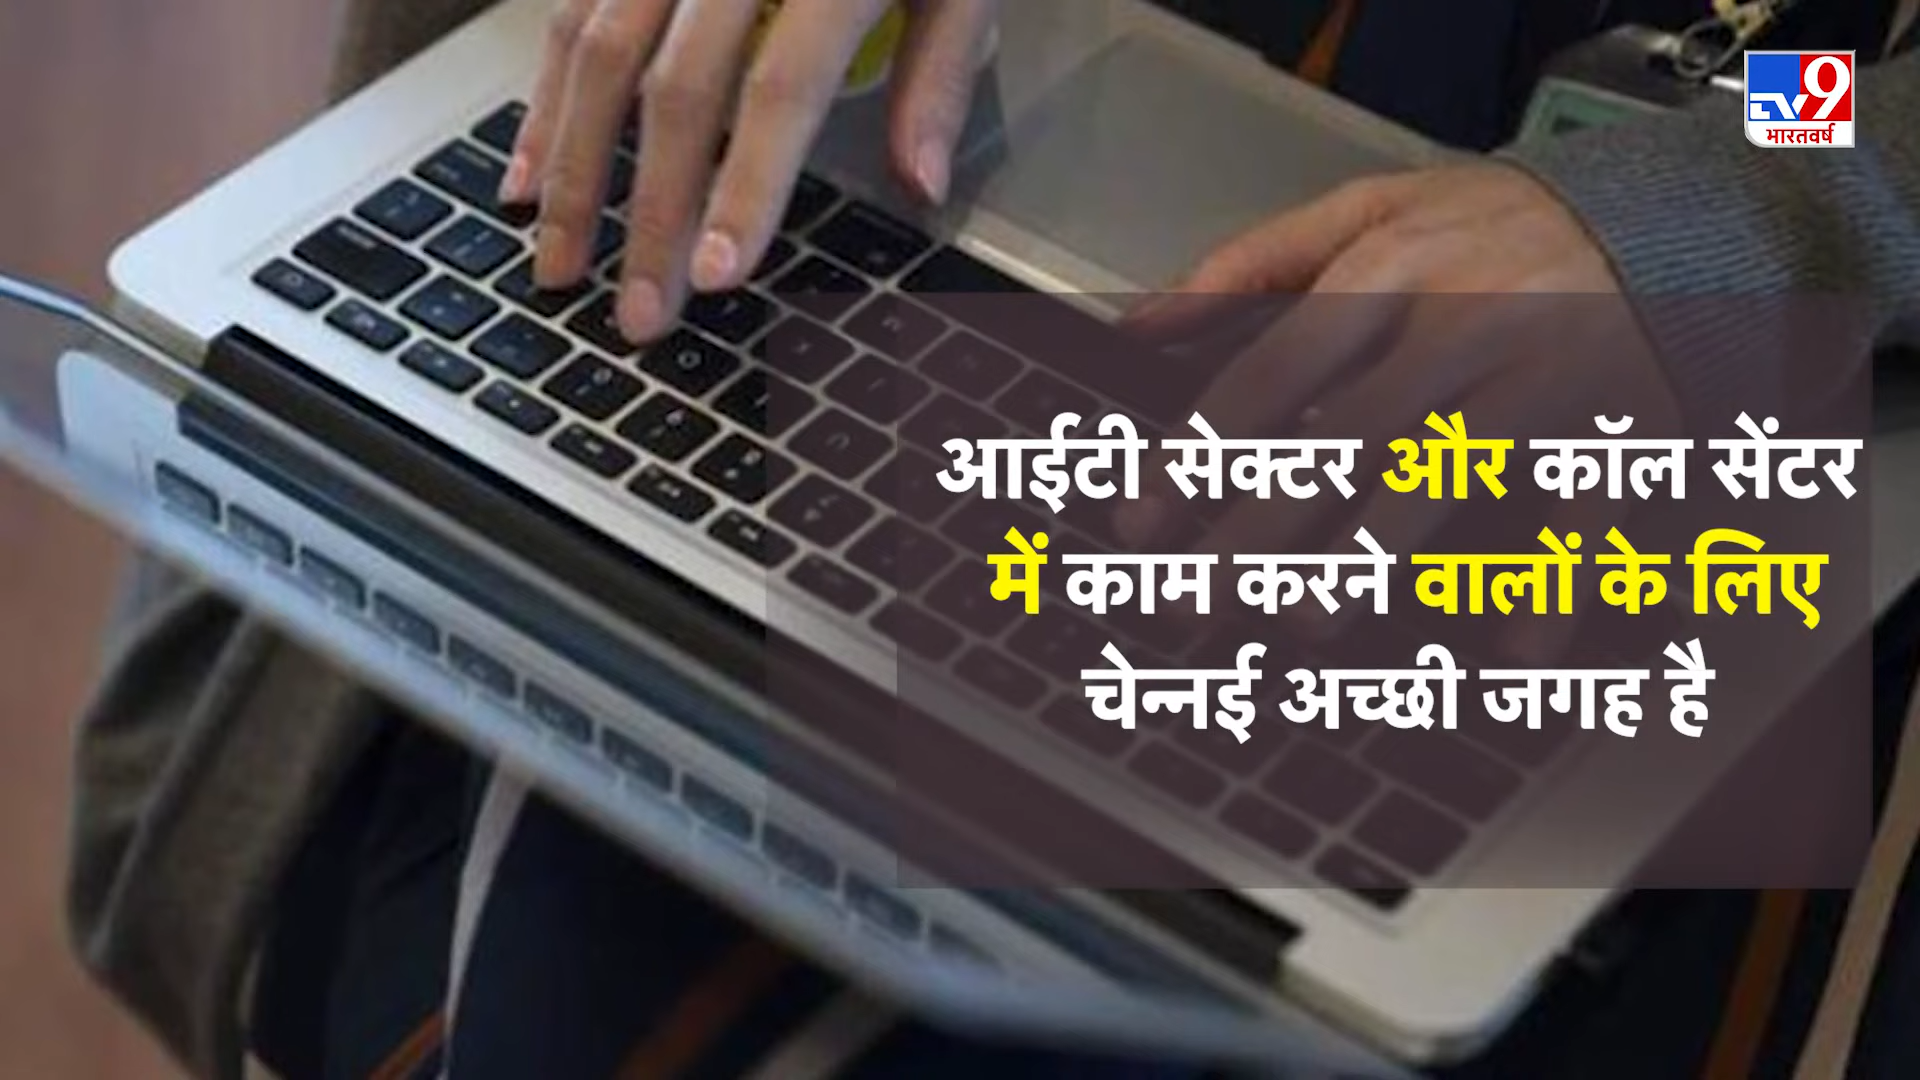 TV9
भारतवर्ष
आईटी सेक्टर और कॉल सेंटर
में काम करने वालों के लिए
चेन्नई अच्छी जगह है